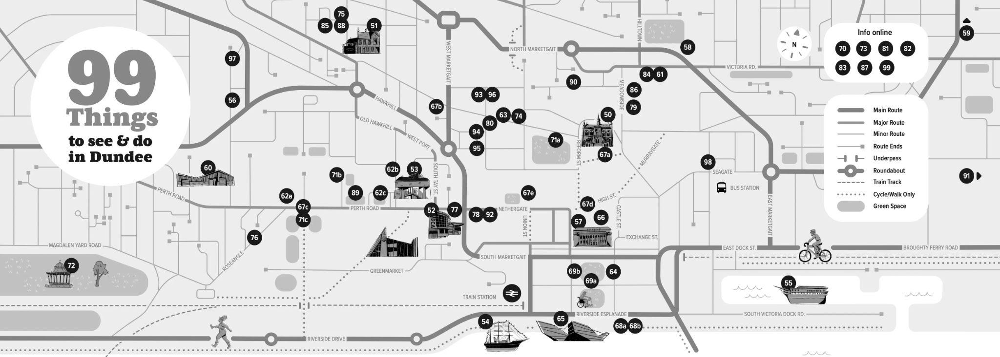 99
Things
to see & do
in Dundee
75
85
88
51
97
56
WEST MARKETGAIT
NORTH MARKETGAIT
HILLTOWN
58
N
Info online
70 73 81 82
83 87 99
59
VICTORIA RD.
84 61
90
MEADOWSIDE
86
79
93 96
67b
63 74
80
94
95
50
71a
67a
REFORM ST.
MURRAYGATE
HAWKHILL
OLD HAWKHILL
WEST PORT
SOUTH TAY ST.
Main Route
Major Route
Minor Route
Route Ends
Underpass
Roundabout
Train Track
Cycle/Walk Only
Green Space
98
SEAGATE
BUS STATION
91
60
PERTH ROAD
62b 53
71b
89
62c
62a
67c
71c
PERTH ROAD
52
DCA
77
78 92
67e
NETHERGATE
UNION ST.
67d
HIGH ST.
57
66
CASTLE ST.
EXCHANGE ST.
EAST MARKETGAIT
76
ROSEANGLE
MAGDALEN YARD ROAD
72
GREENMARKET
SOUTH MARKETGAIT
EAST DOCK ST.
BROUGHTY FERRY ROAD
69b
64
69a
55
TRAIN STATION
RIVERSIDE ESPLANADE
SOUTH VICTORIA DOCK RD.
54
65
68a 68b
RIVERSIDE DRIVE